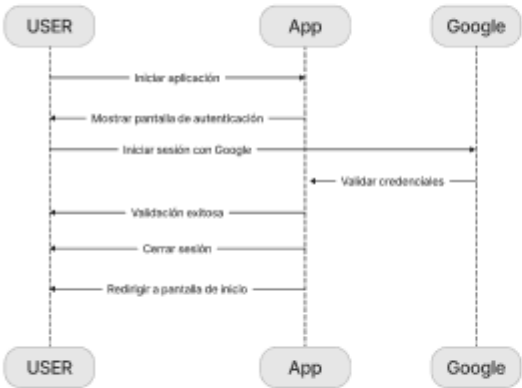 USER App Google
Iniciar aplicación
Mostrar pantalla de autenticación
Iniciar sesión con Google
Validar credenciales
Validación exitosa
Cerrar sesión
Redirigir a pantalla de inicio
USER App Google